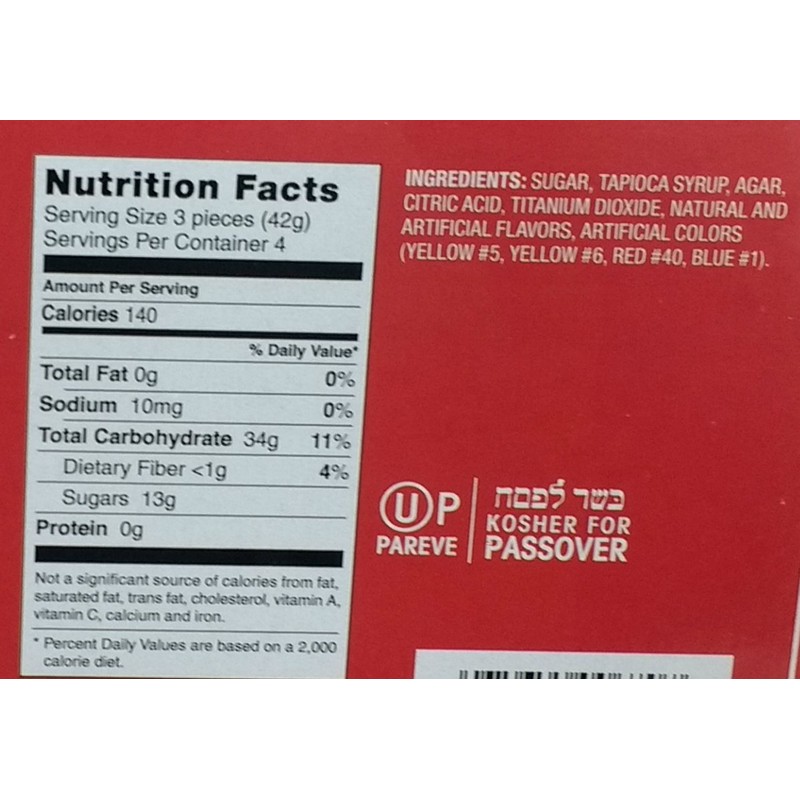 Nutrition Facts
Serving Size 3 pieces (42g)
Servings Per Container 4
Amount Per Serving
Calories 140
% Daily Value*
Total Fat 0g 0%
Sodium 10mg 0%
Total Carbohydrate 34g 11%
Dietary Fiber <1g 4%
Sugars 13g
Protein 0g
Not a significant source of calories from fat,
saturated fat, trans fat, cholesterol, vitamin A,
vitamin C, calcium and iron.
* Percent Daily Values are based on a 2,000
calorie diet.
INGREDIENTS: SUGAR, TAPIOCA SYRUP, AGAR,
CITRIC ACID, TITANIUM DIOXIDE, NATURAL AND
ARTIFICIAL FLAVORS, ARTIFICIAL COLORS
(YELLOW #5, YELLOW #6, RED #40, BLUE #1).
U P
PAREVE
כשר לפסח
KOSHER FOR
PASSOVER